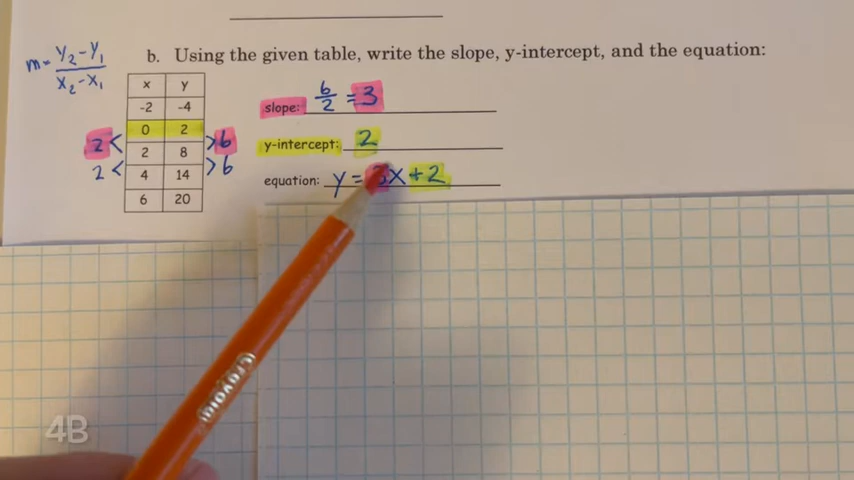 b. Using the given table, write the slope, y-intercept, and the equation:
m= y₂-y₁
x₂-x₁
x y
-2 -4
0 2
2 8
4 14
6 20
2 < > 6
2 < > 6
slope: 6/2 = 3
y-intercept: 2
equation: y = 3x + 2
Crayola
4B